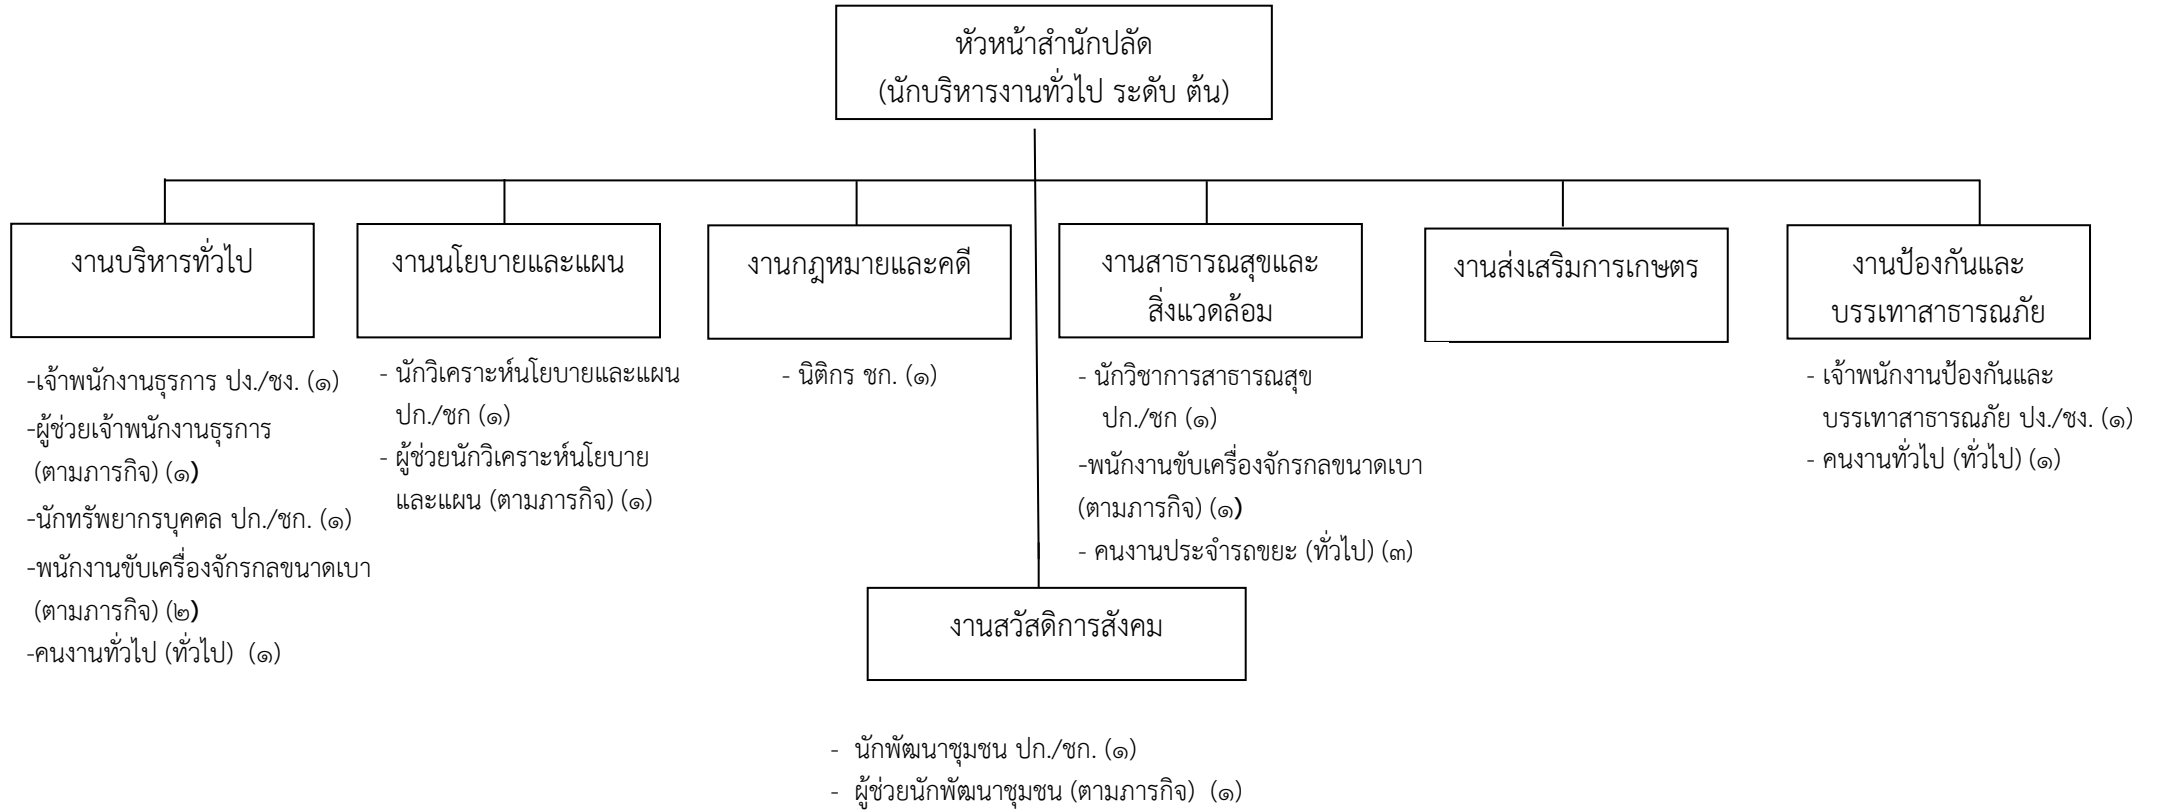 หัวหน้าสำนักปลัด
(นักบริหารงานทั่วไป ระดับ ต้น)
งานบริหารทั่วไป
-เจ้าพนักงานธุรการ ปง./ชง. (๑)
-ผู้ช่วยเจ้าพนักงานธุรการ
(ตามภารกิจ) (๑)
-นักทรัพยากรบุคคล ปก./ชก. (๑)
-พนักงานขับเครื่องจักรกลขนาดเบา
(ตามภารกิจ) (๒)
-คนงานทั่วไป (ทั่วไป) (๑)
งานนโยบายและแผน
- นักวิเคราะห์นโยบายและแผน
ปก./ชก (๑)
- ผู้ช่วยนักวิเคราะห์นโยบาย
และแผน (ตามภารกิจ) (๑)
งานกฎหมายและคดี
- นิติกร ชก. (๑)
งานสาธารณสุขและ
สิ่งแวดล้อม
- นักวิชาการสาธารณสุข
ปก./ชก (๑)
-พนักงานขับเครื่องจักรกลขนาดเบา
(ตามภารกิจ) (๑)
- คนงานประจำรถขยะ (ทั่วไป) (๓)
งานส่งเสริมการเกษตร
งานป้องกันและ
บรรเทาสาธารณภัย
- เจ้าพนักงานป้องกันและ
บรรเทาสาธารณภัย ปง./ชง. (๑)
- คนงานทั่วไป (ทั่วไป) (๑)
งานสวัสดิการสังคม
- นักพัฒนาชุมชน ปก./ชก. (๑)
- ผู้ช่วยนักพัฒนาชุมชน (ตามภารกิจ) (๑)